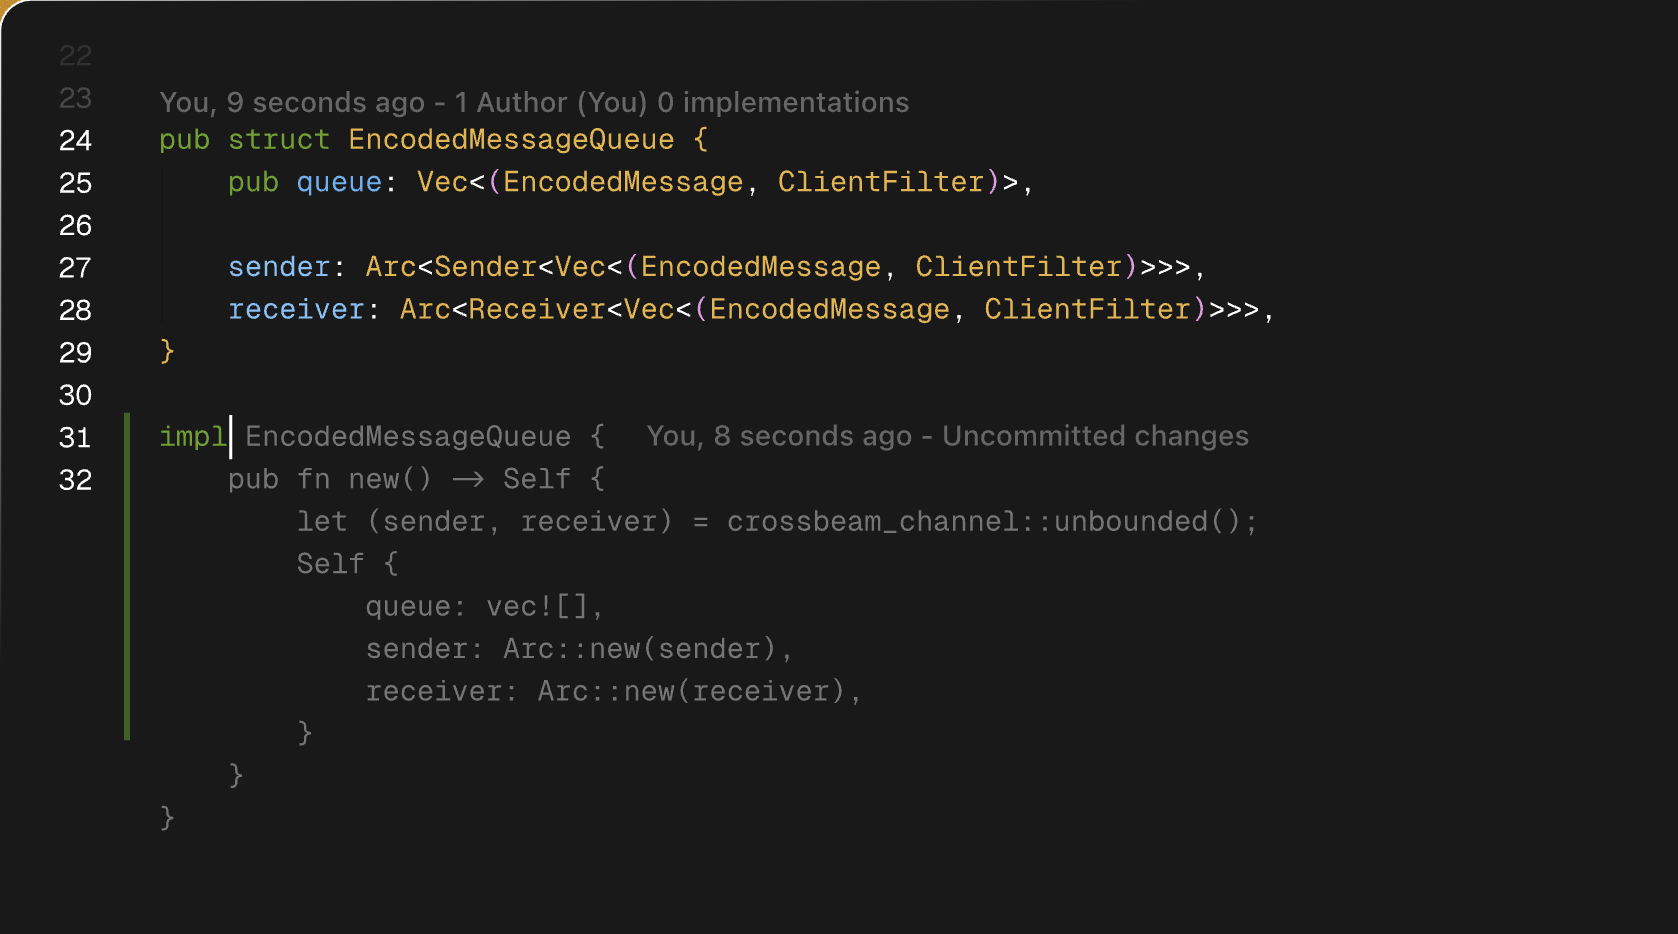 22
23 You, 9 seconds ago - 1 Author (You) 0 implementations
24 pub struct EncodedMessageQueue {
25 pub queue: Vec<(EncodedMessage, ClientFilter)>,
26
27 sender: Arc<Sender<Vec<(EncodedMessage, ClientFilter)>>>,
28 receiver: Arc<Receiver<Vec<(EncodedMessage, ClientFilter)>>>,
29 }
30
31 impl EncodedMessageQueue { You, 8 seconds ago - Uncommitted changes
32 pub fn new() -> Self {
let (sender, receiver) = crossbeam_channel::unbounded();
Self {
queue: vec![],
sender: Arc::new(sender),
receiver: Arc::new(receiver),
}
}
}